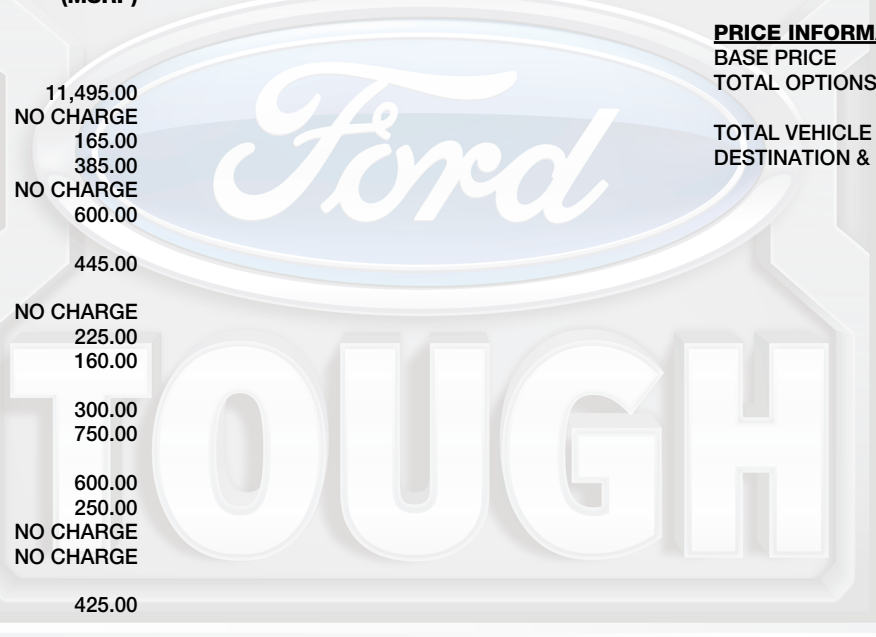 (MSRP)
11,495.00
NO CHARGE
165.00
385.00
NO CHARGE
600.00
445.00
NO CHARGE
225.00
160.00
300.00
750.00
600.00
250.00
NO CHARGE
NO CHARGE
425.00
PRICE INFORMA
BASE PRICE
TOTAL OPTIONS
TOTAL VEHICLE
DESTINATION &
Ford
TOUGH